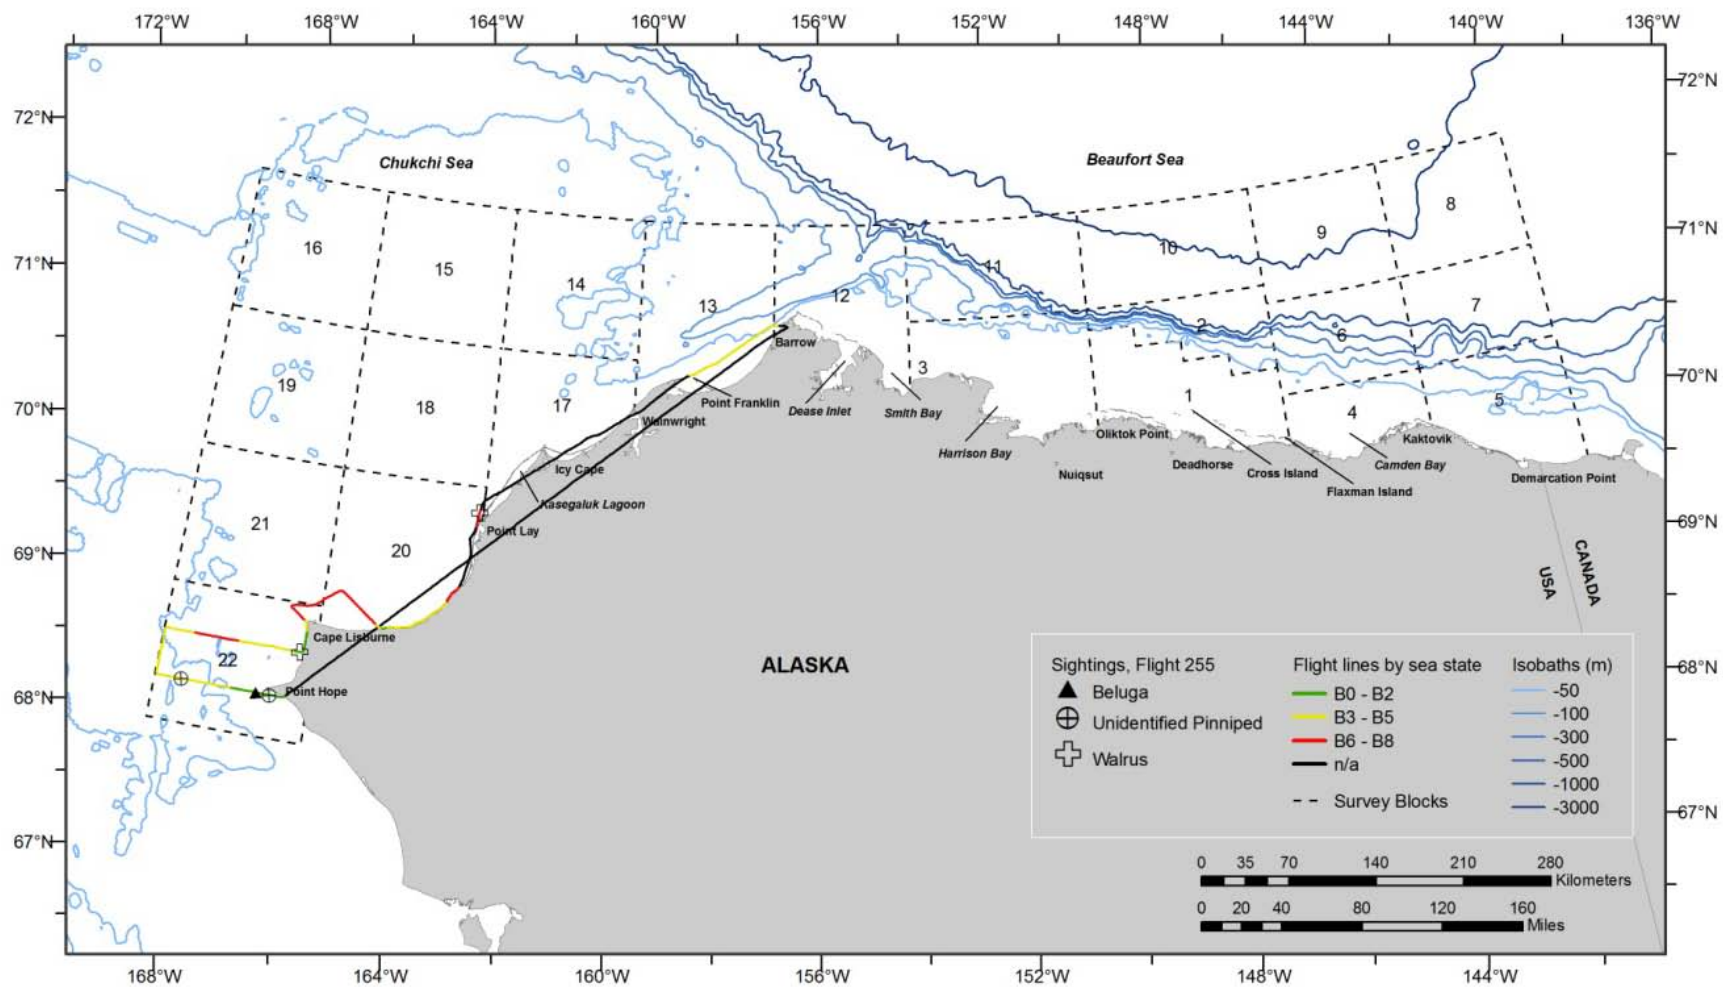 172°W 168°W 164°W 160°W 156°W 152°W 148°W 144°W 140°W 136°W
72°N 72°N
Chukchi Sea Beaufort Sea
8
71°N
16 9
10
15 11
71°N 14
13 12 7
2 6
Barrow
70°N
19 3
18 17 Point Franklin 1 5
70°N Dease Inlet Smith Bay 4
Wainwright
Oliktok Point Kaktovik
Harrison Bay
Icy Cape Nuiqsut Deadhorse Cross Island Camden Bay
Demarcation Point
Flaxman Island
Kasegaluk Lagoon
21 69°N
Point Lay
69°N 20
USA CANADA
Cape Lisburne
22 ALASKA 68°N
Point Hope
68°N
Sightings, Flight 255
Beluga
Unidentified Pinniped
Walrus
Flight lines by sea state
B0 - B2
B3 - B5
B6 - B8
n/a
Survey Blocks
Isobaths (m)
-50
-100
-300
-500
-1000
-3000
67°N 67°N
0 35 70 140 210 280
Kilometers
0 20 40 80 120 160
Miles
168°W 164°W 160°W 156°W 152°W 148°W 144°W